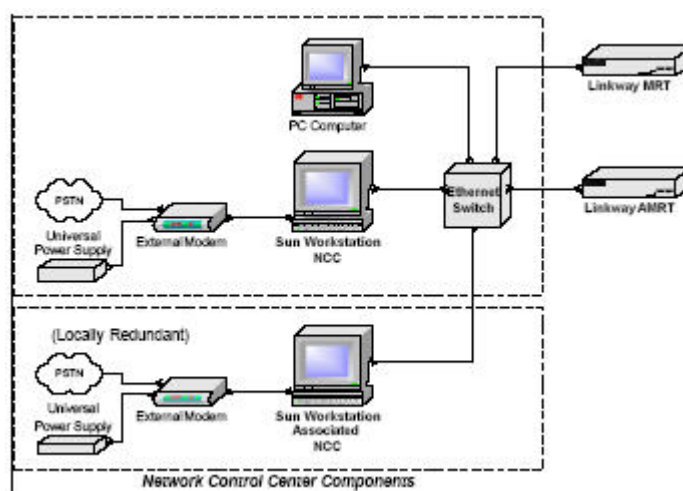 PC Computer
Linkway MRT
PSTN
Universal
Power Supply
External Modem
Sun Workstation
NCC
Ethernet
Switch
Linkway AMRT
(Locally Redundant)
PSTN
Universal
Power Supply
External Modem
Sun Workstation
Associated
NCC
Network Control Center Components